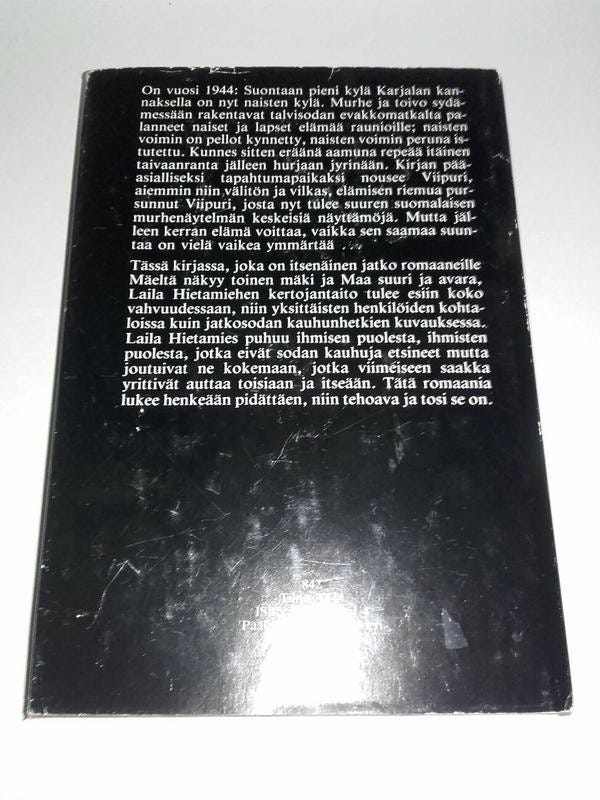 On vuosi 1944: Suontaan pieni kylä Karjalan kan-
naksella on nyt naisten kylä. Murhe ja toivo sydä-
messään rakentavat talvisodan evakkomatkalta pa-
lanneet naiset ja lapset elämää raunioille; naisten
voimin on pellot kynnetty, naisten voimin peruna is-
tutettu. Kunnes sitten eräänä aamuna repeää itäinen
taivaanranta jälleen hurjaan jyrinään. Kirjan pää-
asialliseksi tapahtumapaikaksi nousee Viipuri,
aiemmin niin välitön ja vilkas, elämisen riemua pur-
sunnut Viipuri, josta nyt tulee suuren suomalaisen
murhenäytelmän keskeisiä näyttämöjä. Mutta jäl-
leen kerran elämä voittaa, vaikka sen saamaa suun-
taa on vielä vaikea ymmärtää ...
Tässä kirjassa, joka on itsenäinen jatko romaaneille
Mäeltä näkyy toinen mäki ja Maa suuri ja avara,
Laila Hietamiehen kertojantaito tulee esiin koko
vahvuudessaan, niin yksittäisten henkilöiden kohta-
loissa kuin jatkosodan kauhunhetkien kuvauksessa.
Laila Hietamies puhuu ihmisen puolesta, ihmisten
puolesta, jotka eivät sodan kauhuja etsineet mutta
joutuivat ne kokemaan, jotka viimeiseen saakka
yrittivät auttaa toisiaan ja itseään. Tätä romaania
lukee henkeään pidättäen, niin tehoava ja tosi se on.
842